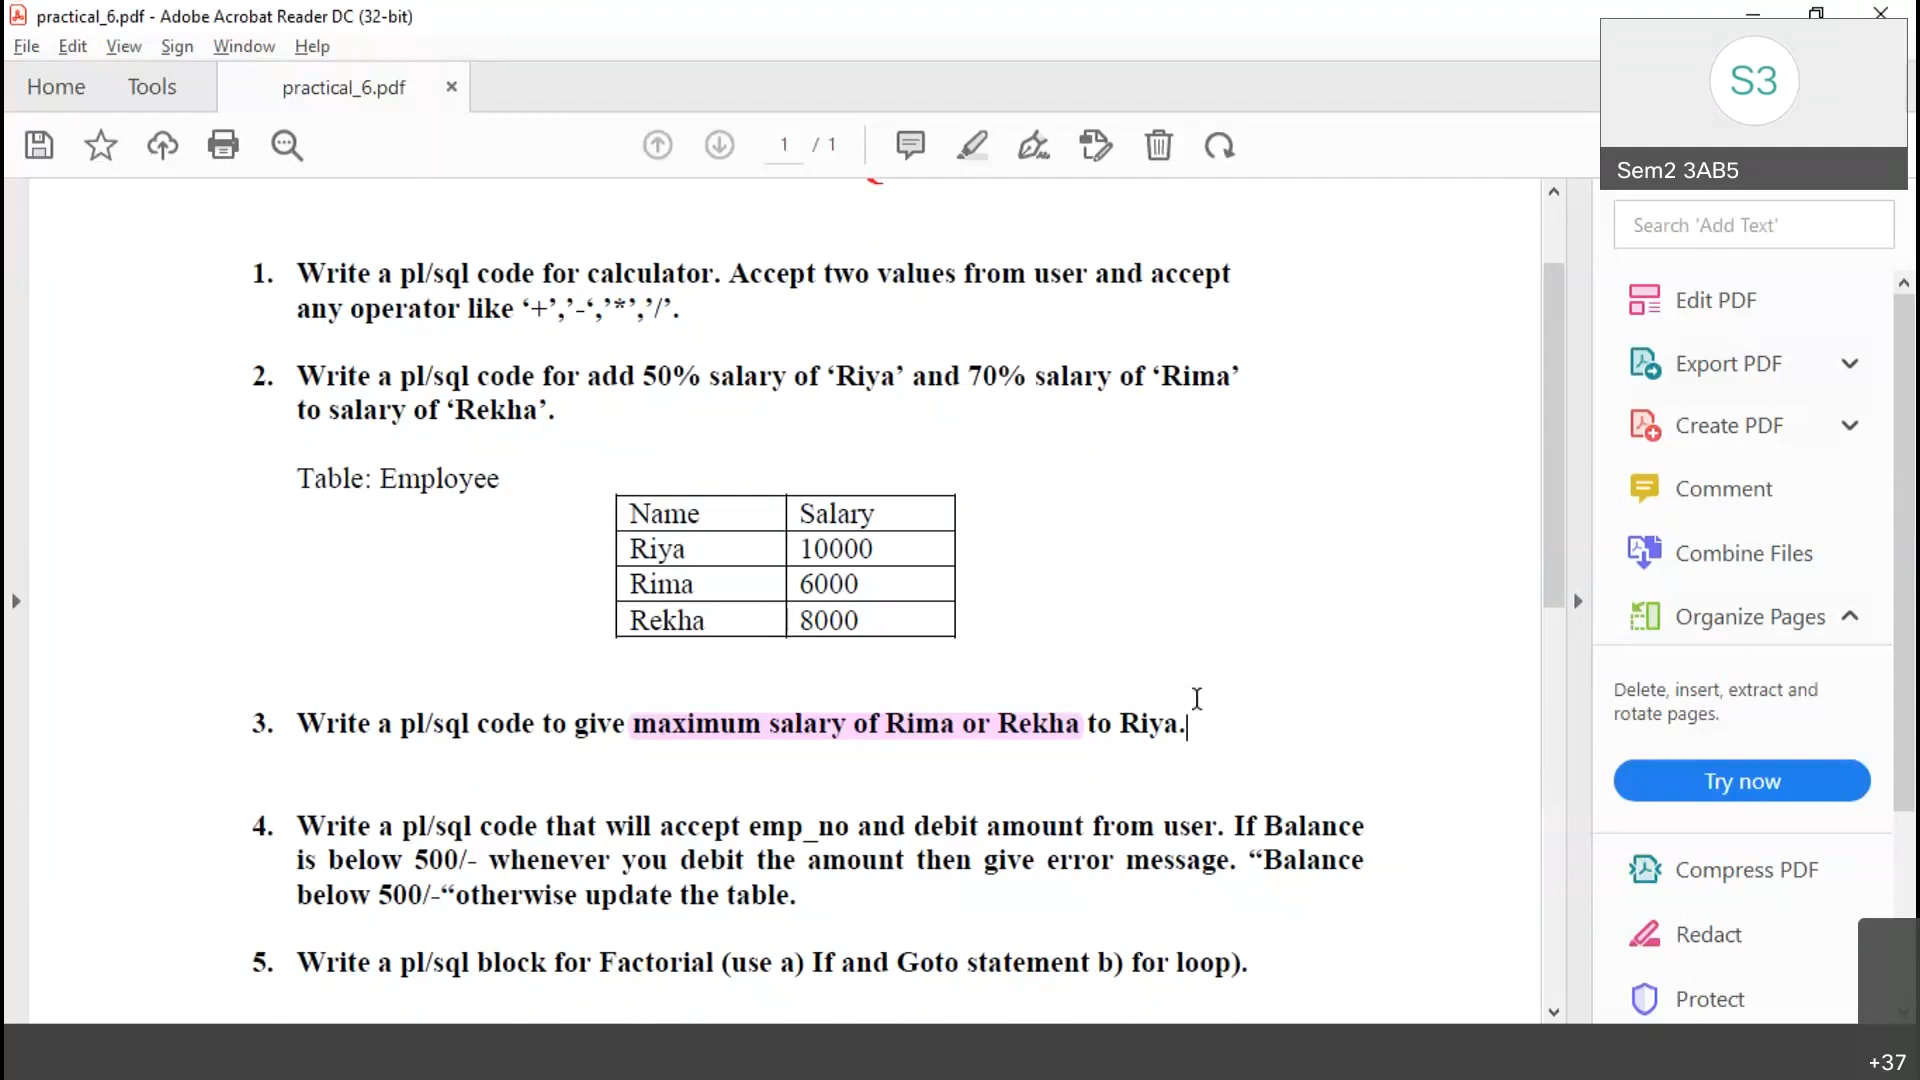 practical_6.pdf - Adobe Acrobat Reader DC (32-bit)
File Edit View Sign Window Help
Home Tools practical_6.pdf ×
1 / 1
S3
Sem2 3AB5
Search 'Add Text'
1. Write a pl/sql code for calculator. Accept two values from user and accept
any operator like ‘+’,’-‘,’*’,’/’.
2. Write a pl/sql code for add 50% salary of ‘Riya’ and 70% salary of ‘Rima’
to salary of ‘Rekha’.
Table: Employee
Name Salary
Riya 10000
Rima 6000
Rekha 8000
3. Write a pl/sql code to give maximum salary of Rima or Rekha to Riya.
4. Write a pl/sql code that will accept emp_no and debit amount from user. If Balance
is below 500/- whenever you debit the amount then give error message. “Balance
below 500/-“otherwise update the table.
5. Write a pl/sql block for Factorial (use a) If and Goto statement b) for loop).
Edit PDF
Export PDF
Create PDF
Comment
Combine Files
Organize Pages
Delete, insert, extract and
rotate pages.
Try now
Compress PDF
Redact
Protect
+37